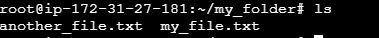 root@ip-172-31-27-181:~/my_folder# ls
another_file.txt  my_file.txt